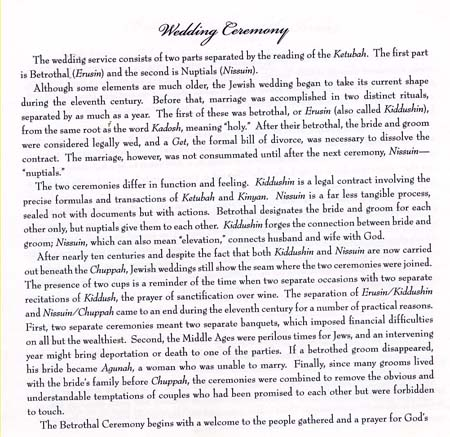 Wedding Ceremony
The wedding service consists of two parts separated by the reading of the Ketubah. The first part
is Betrothal (Erusin) and the second is Nuptials (Nissuin).
Although some elements are much older, the Jewish wedding began to take its current shape
during the eleventh century. Before that, marriage was accomplished in two distinct rituals,
separated by as much as a year. The first of these was betrothal, or Erusin (also called Kiddushin),
from the same root as the word Kadosh, meaning "holy." After their betrothal, the bride and groom
were considered legally wed, and a Get, the formal bill of divorce, was necessary to dissolve the
contract. The marriage, however, was not consummated until after the next ceremony, Nissuin—
"nuptials."
The two ceremonies differ in function and feeling. Kiddushin is a legal contract involving the
precise formulas and transactions of Ketubah and Kinyan. Nissuin is a far less tangible process,
sealed not with documents but with actions. Betrothal designates the bride and groom for each
other only, but nuptials give them to each other. Kiddushin forges the connection between bride and
groom; Nissuin, which can also mean "elevation," connects husband and wife with God.
After nearly ten centuries and despite the fact that both Kiddushin and Nissuin are now carried
out beneath the Chuppah, Jewish weddings still show the seam where the two ceremonies were joined.
The presence of two cups is a reminder of the time when two separate occasions with two separate
recitations of Kiddush, the prayer of sanctification over wine. The separation of Erusin/Kiddushin
and Nissuin/Chuppah came to an end during the eleventh century for a number of practical reasons.
First, two separate ceremonies meant two separate banquets, which imposed financial difficulties
on all but the wealthiest. Second, the Middle Ages were perilous times for Jews, and an intervening
year might bring deportation or death to one of the parties. If a betrothed groom disappeared,
his bride became Agunah, a woman who was unable to marry. Finally, since many grooms lived
with the bride's family before Chuppah, the ceremonies were combined to remove the obvious and
understandable temptations of couples who had been promised to each other but were forbidden
to touch.
The Betrothal Ceremony begins with a welcome to the people gathered and a prayer for God's